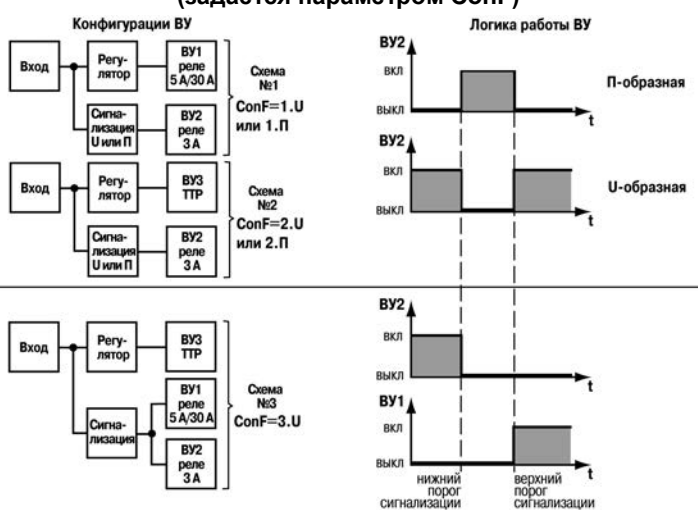 (задается параметром ConF)
Конфигурации ВУ
Вход
Регу-
лятор
ВУ1
реле
5 А/30 А
Сигна-
лизация
U или П
ВУ2
реле
3 А
Схема
№1
ConF=1.U
или 1.П
Вход
Регу-
лятор
ВУ3
ТТР
Сигна-
лизация
U или П
ВУ2
реле
3 А
Схема
№2
ConF=2.U
или 2.П
Вход
Регу-
лятор
ВУ3
ТТР
Сигна-
лизация
ВУ1
реле
5 А/30 А
ВУ2
реле
3 А
Схема
№3
ConF=3.U
Логика работы ВУ
ВУ2
ВКЛ
ВЫКЛ
t
П-образная
ВУ2
ВКЛ
ВЫКЛ
t
U-образная
ВУ2
ВКЛ
ВЫКЛ
t
ВУ1
ВКЛ
ВЫКЛ
t
нижний
порог
сигнализации
верхний
порог
сигнализации